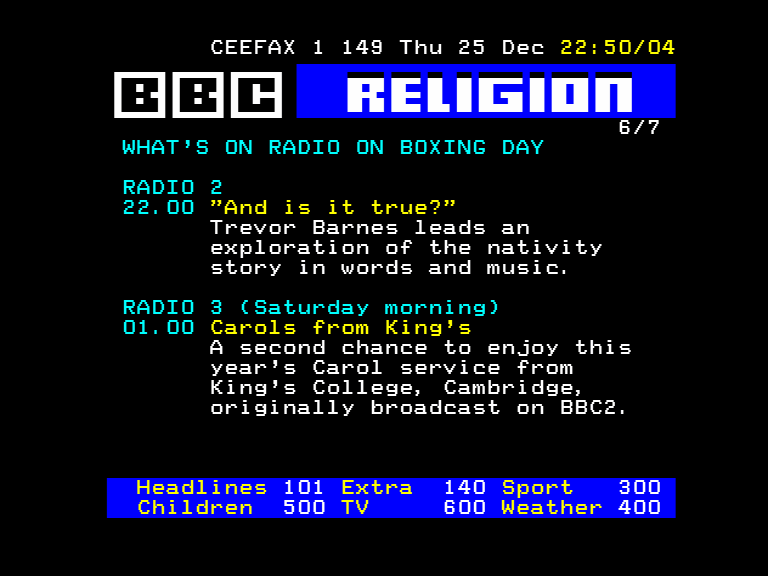 CEEFAX 1 149 Thu 25 Dec 22:50/04
BBC RELIGION
6/7
WHAT'S ON RADIO ON BOXING DAY
RADIO 2
22.00 "And is it true?"
Trevor Barnes leads an
exploration of the nativity
story in words and music.
RADIO 3 (Saturday morning)
01.00 Carols from King's
A second chance to enjoy this
year's Carol service from
King's College, Cambridge,
originally broadcast on BBC2.
Headlines 101 Extra 140 Sport 300
Children 500 TV 600 Weather 400